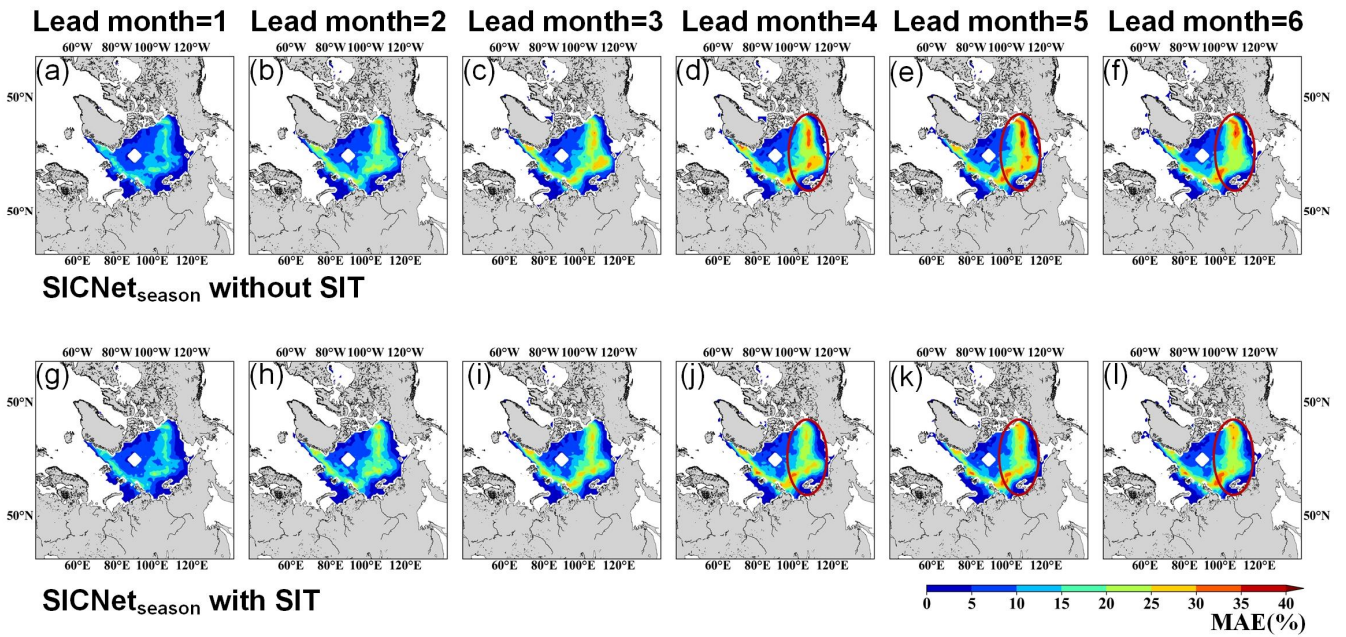 Lead month=1 Lead month=2 Lead month=3 Lead month=4 Lead month=5 Lead month=6
60°W 80°W 100°W 120°W 60°W 80°W 100°W 120°W 60°W 80°W 100°W 120°W 60°W 80°W 100°W 120°W 60°W 80°W 100°W 120°W 60°W 80°W 100°W 120°W
(a) (b) (c) (d) (e) (f)
50°N 50°N
50°N 50°N
60°E 80°E 100°E 120°E 60°E 80°E 100°E 120°E 60°E 80°E 100°E 120°E 60°E 80°E 100°E 120°E 60°E 80°E 100°E 120°E 60°E 80°E 100°E 120°E
SICNetseason without SIT
60°W 80°W 100°W 120°W 60°W 80°W 100°W 120°W 60°W 80°W 100°W 120°W 60°W 80°W 100°W 120°W 60°W 80°W 100°W 120°W 60°W 80°W 100°W 120°W
(g) (h) (i) (j) (k) (l)
50°N 50°N
50°N 50°N
60°E 80°E 100°E 120°E 60°E 80°E 100°E 120°E 60°E 80°E 100°E 120°E 60°E 80°E 100°E 120°E 60°E 80°E 100°E 120°E 60°E 80°E 100°E 120°E
SICNetseason with SIT
0 5 10 15 20 25 30 35 40
MAE(%)